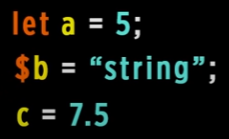 let a = 5;
$b = “string”;
c = 7.5